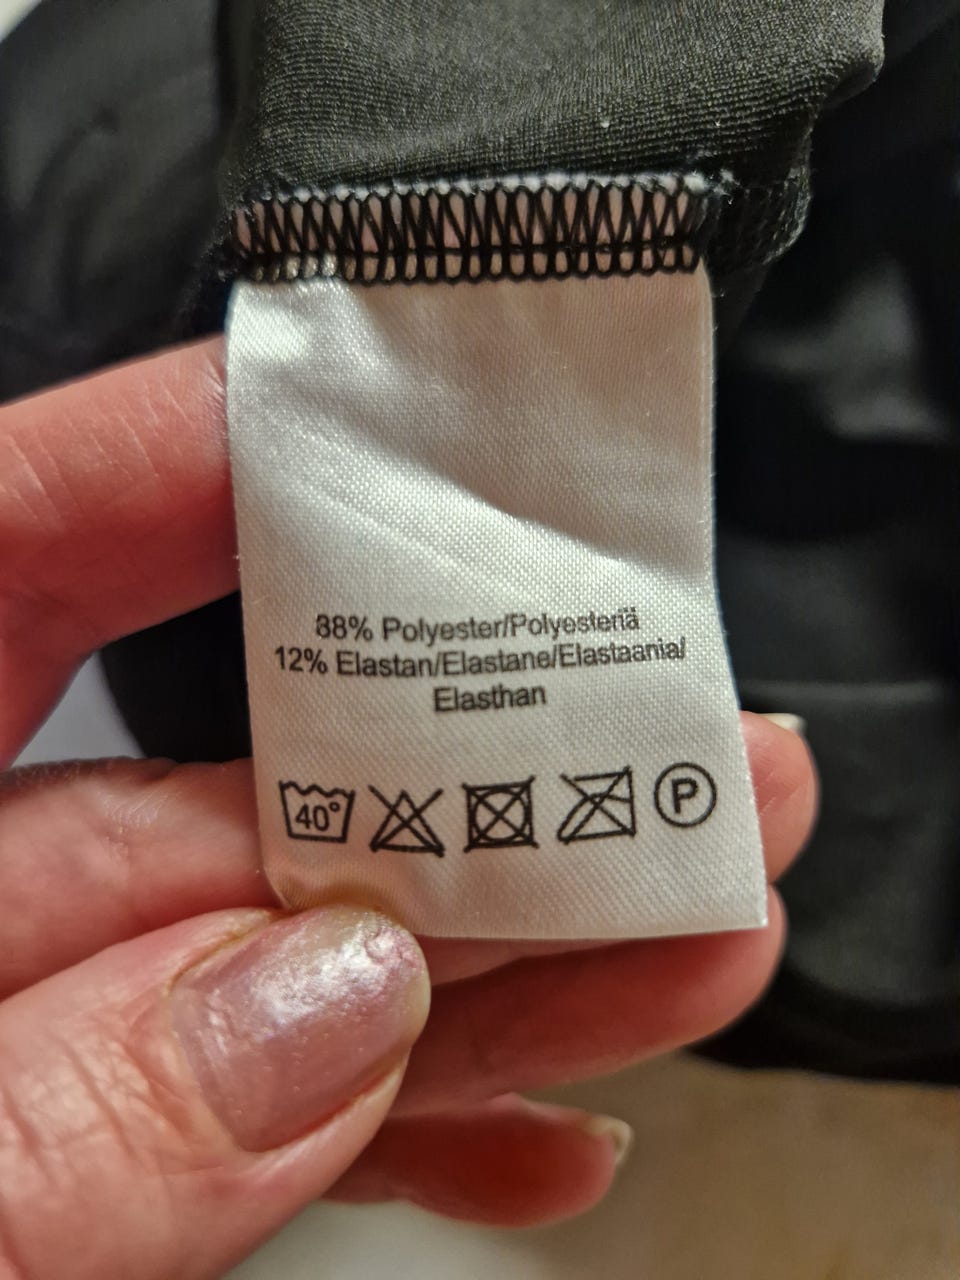 88% Polyester/Polyesteriä
12% Elastan/Elastane/Elastaania/
Elasthan
40°
P